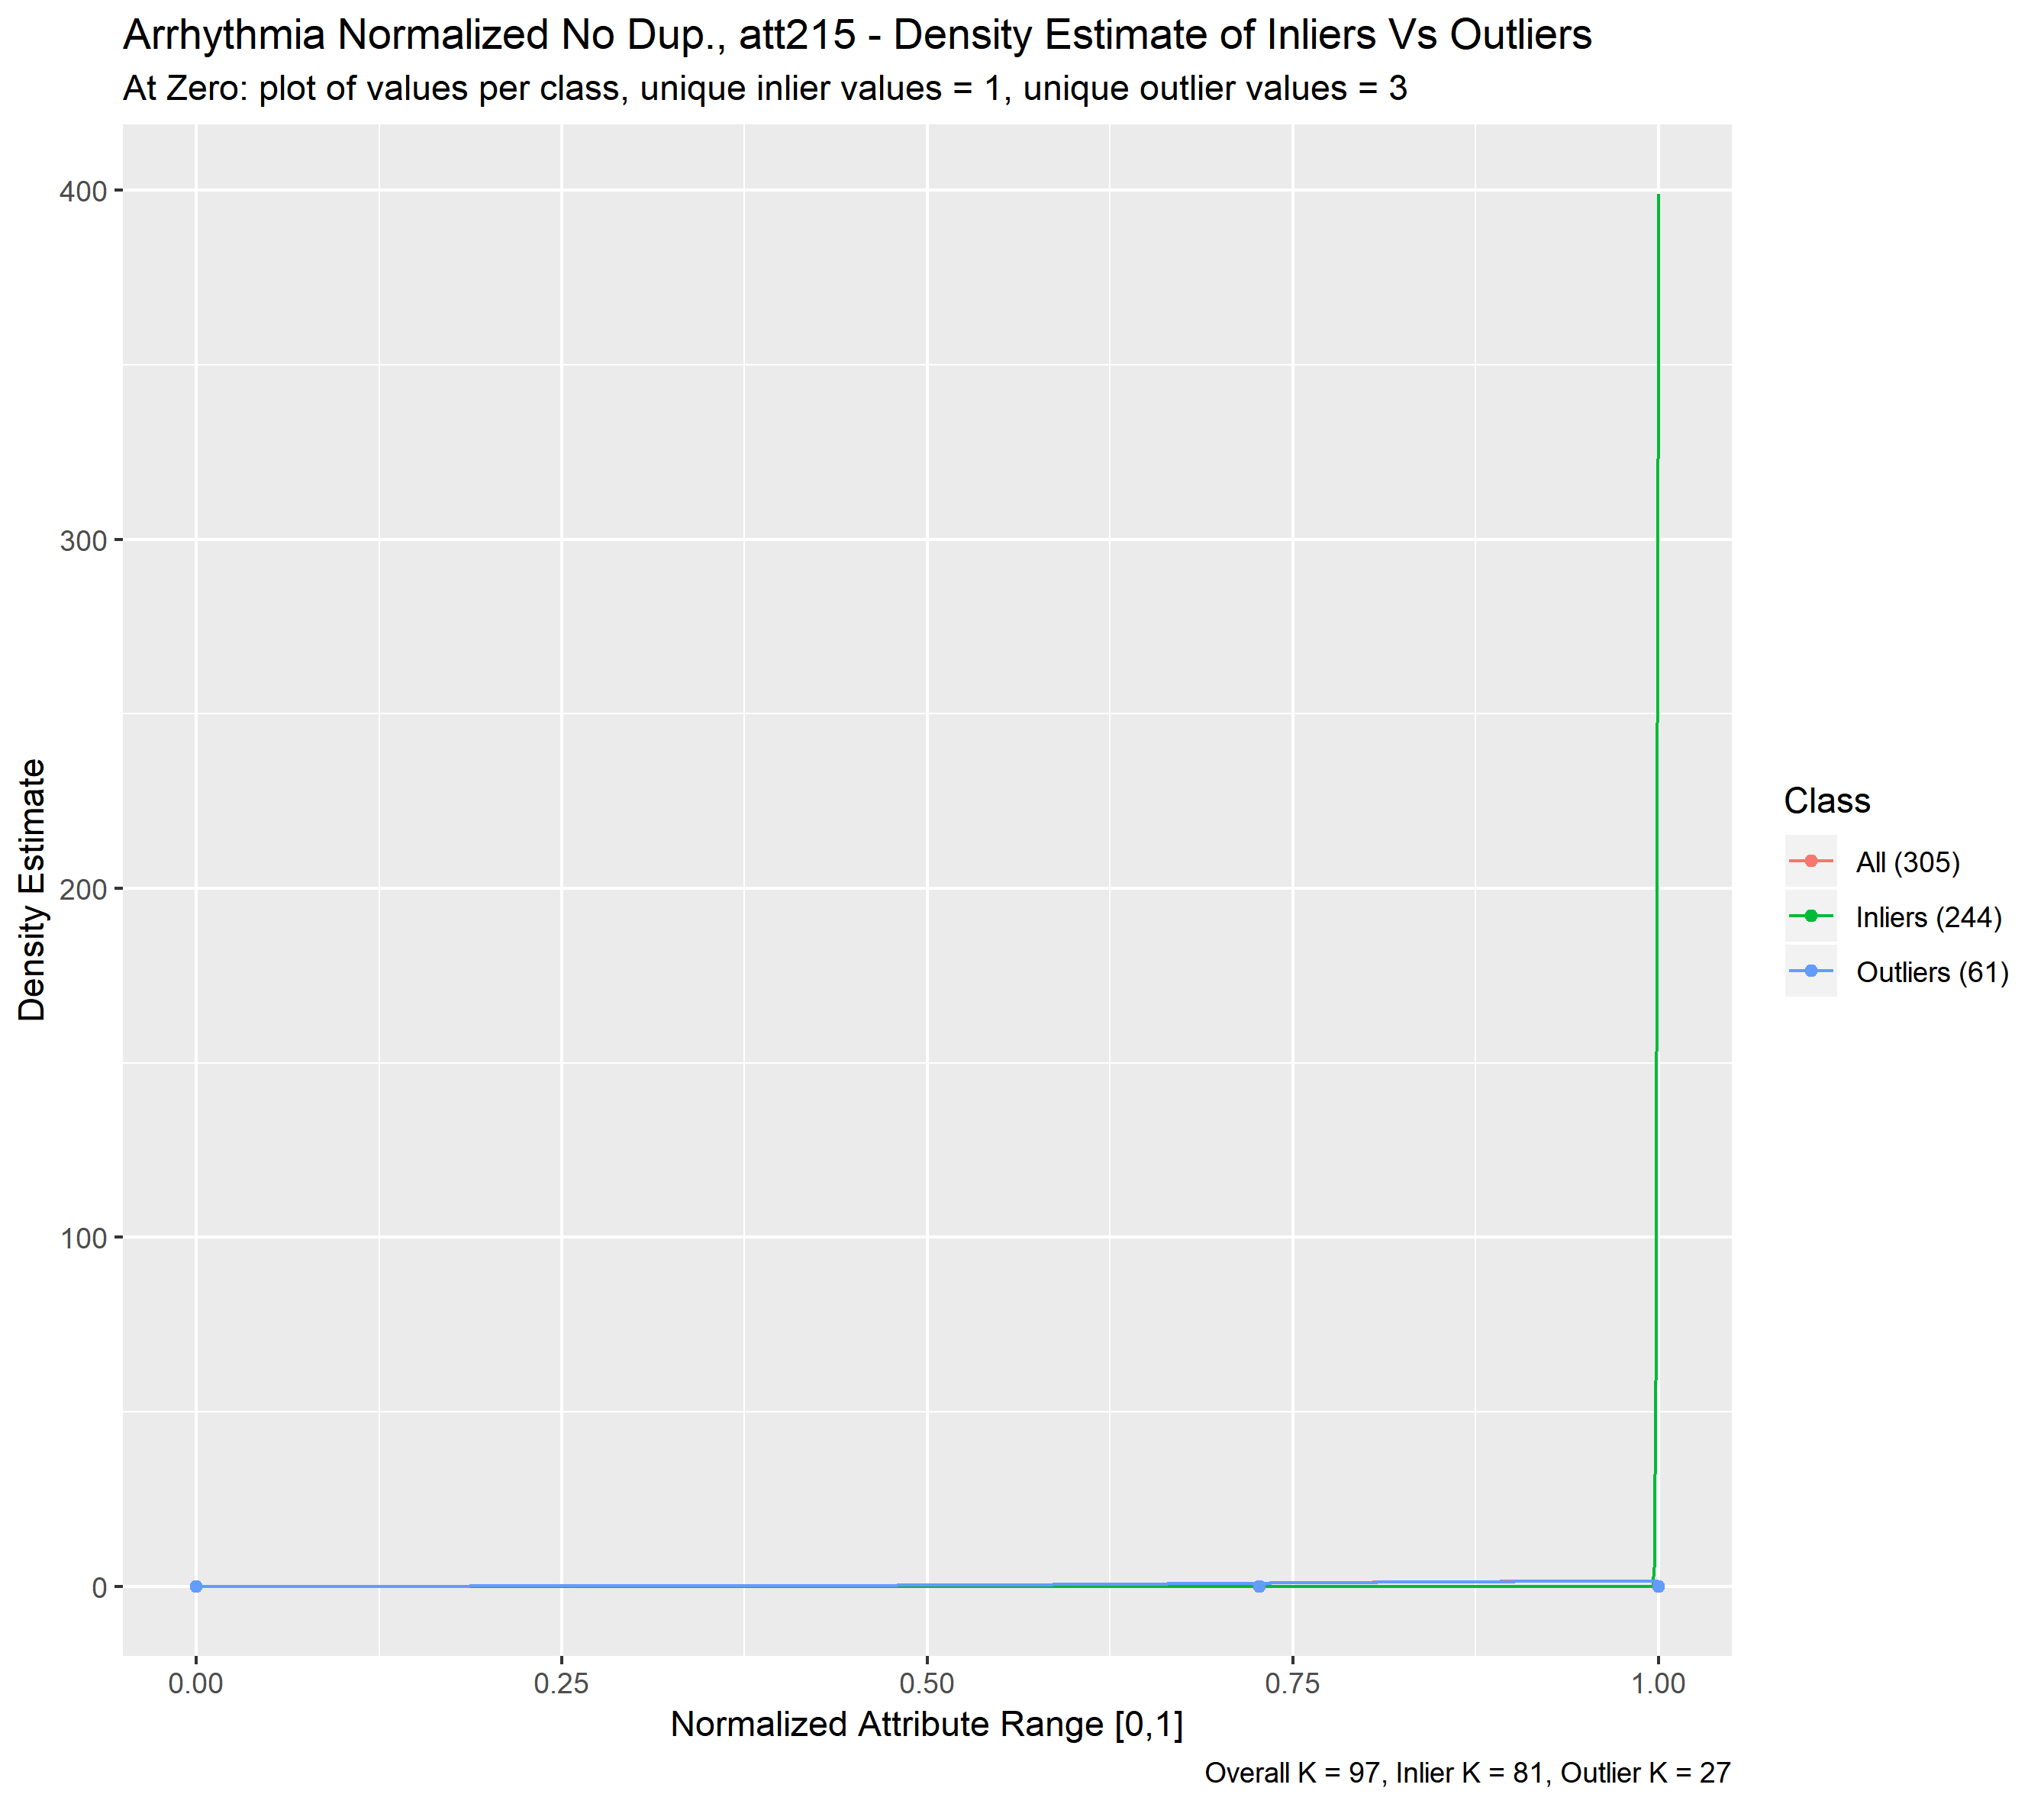 Arrhythmia Normalized No Dup., att215 - Density Estimate of Inliers Vs Outliers
At Zero: plot of values per class, unique inlier values = 1, unique outlier values = 3
400
300
200
100
0
Density Estimate
0.00
0.25
0.50
0.75
1.00
Normalized Attribute Range [0,1]
Overall K = 97, Inlier K = 81, Outlier K = 27
Class
All (305)
Inliers (244)
Outliers (61)